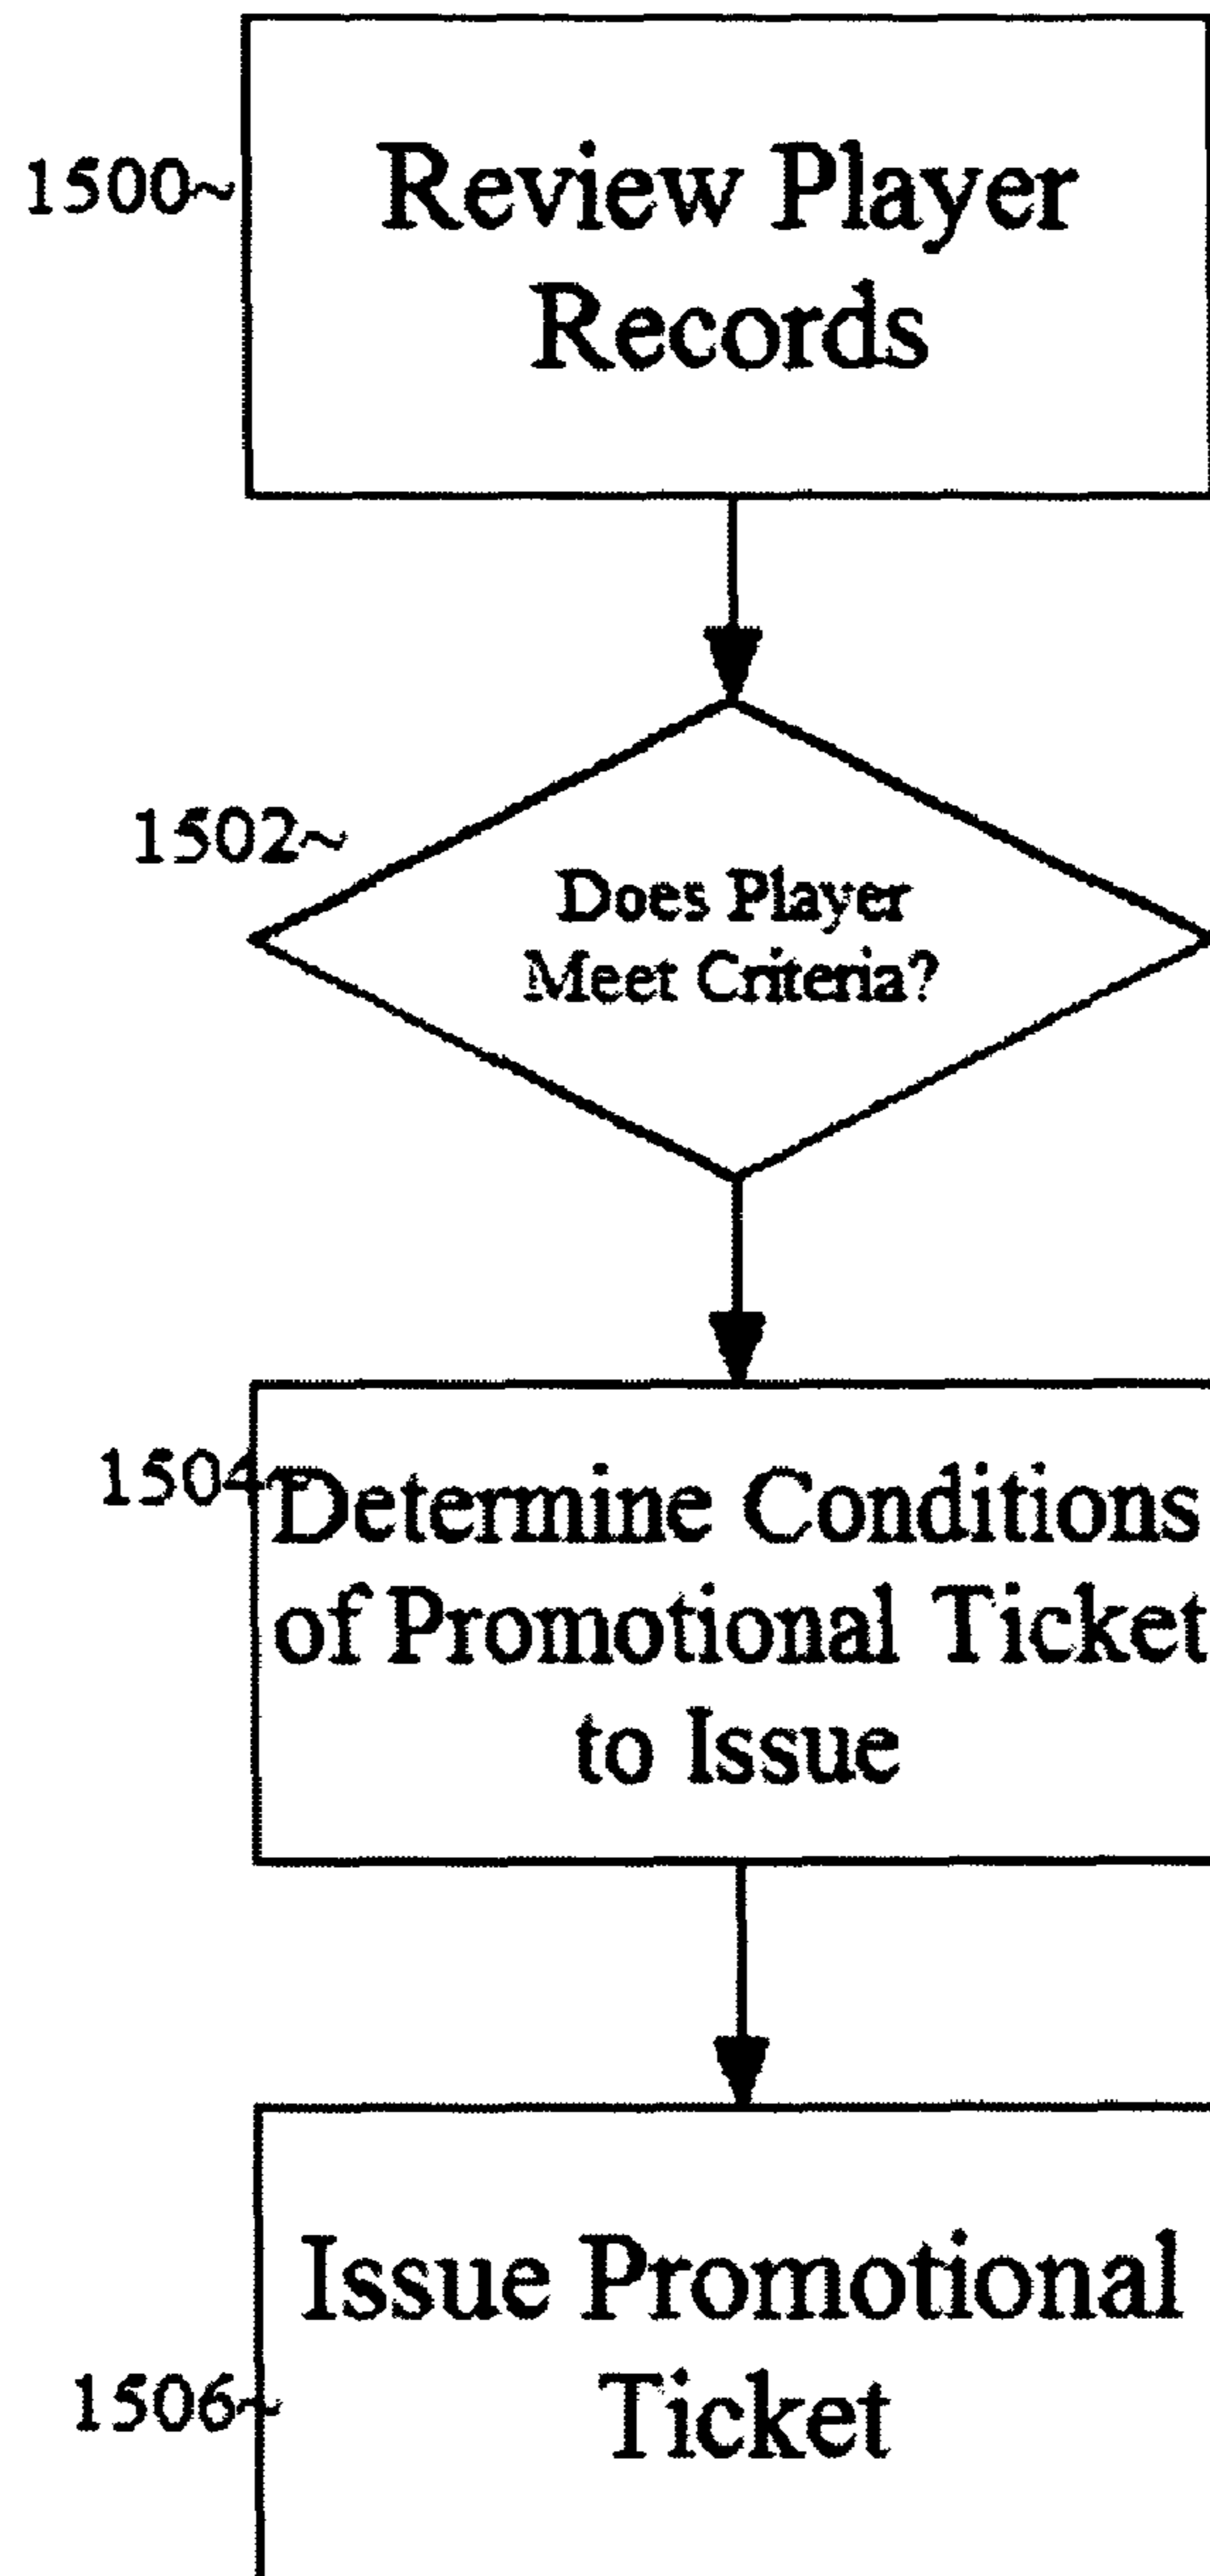 1500~
Review Player
Records
1502~
Does Player
Meet Criteria?
1504~
Determine Conditions
of Promotional Ticket
to Issue
Issue Promotional
Ticket
1506~